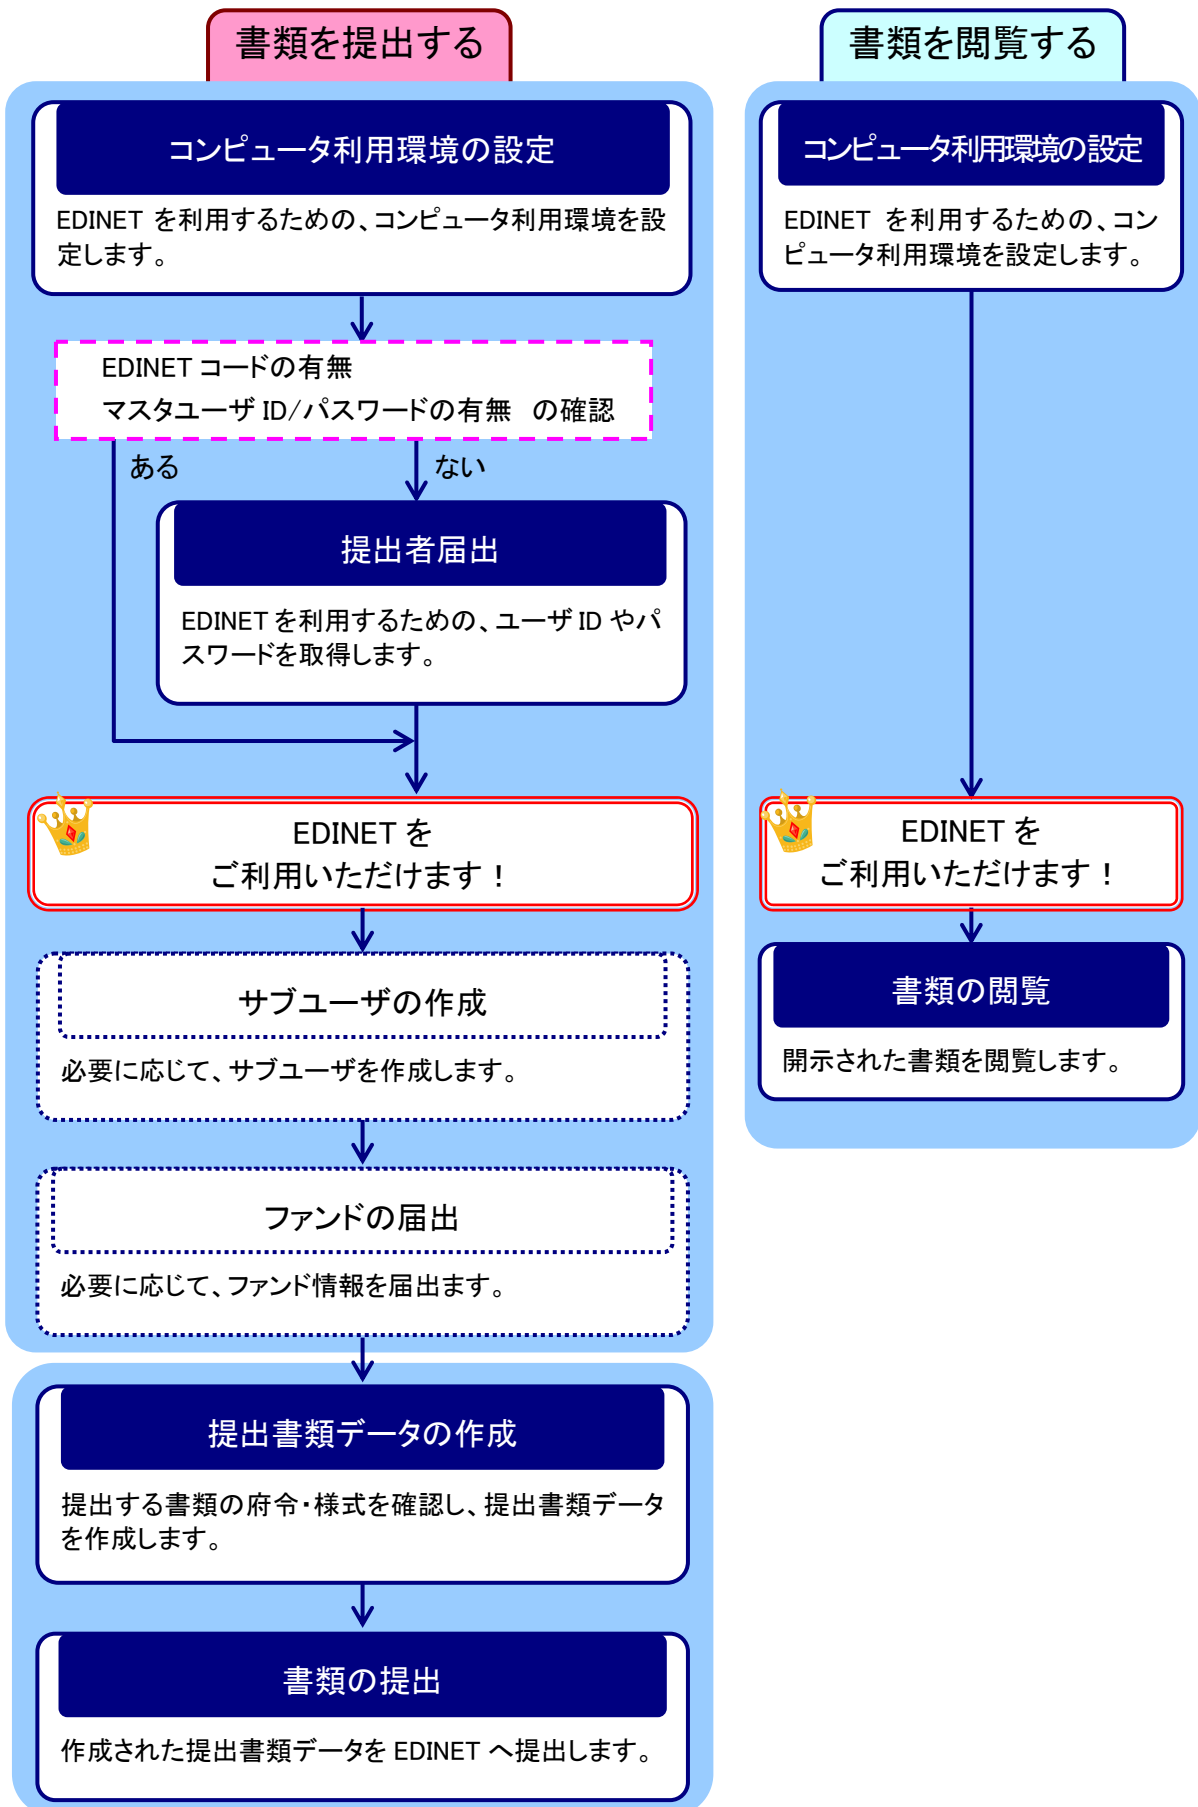 書類を提出する
コンピュータ利用環境の設定
EDINET を利用するための、コンピュータ利用環境を設
定します。
EDINET コードの有無
マスタユーザ ID/パスワードの有無　の確認
ある
ない
提出者届出
EDINET を利用するための、ユーザ ID やパ
スワードを取得します。
EDINET を
ご利用いただけます！
サブユーザの作成
必要に応じて、サブユーザを作成します。
ファンドの届出
必要に応じて、ファンド情報を届出ます。
提出書類データの作成
提出する書類の府令・様式を確認し、提出書類データ
を作成します。
書類の提出
作成された提出書類データを EDINET へ提出します。
書類を閲覧する
コンピュータ利用環境の設定
EDINET を利用するための、コン
ピュータ利用環境を設定します。
EDINET を
ご利用いただけます！
書類の閲覧
開示された書類を閲覧します。